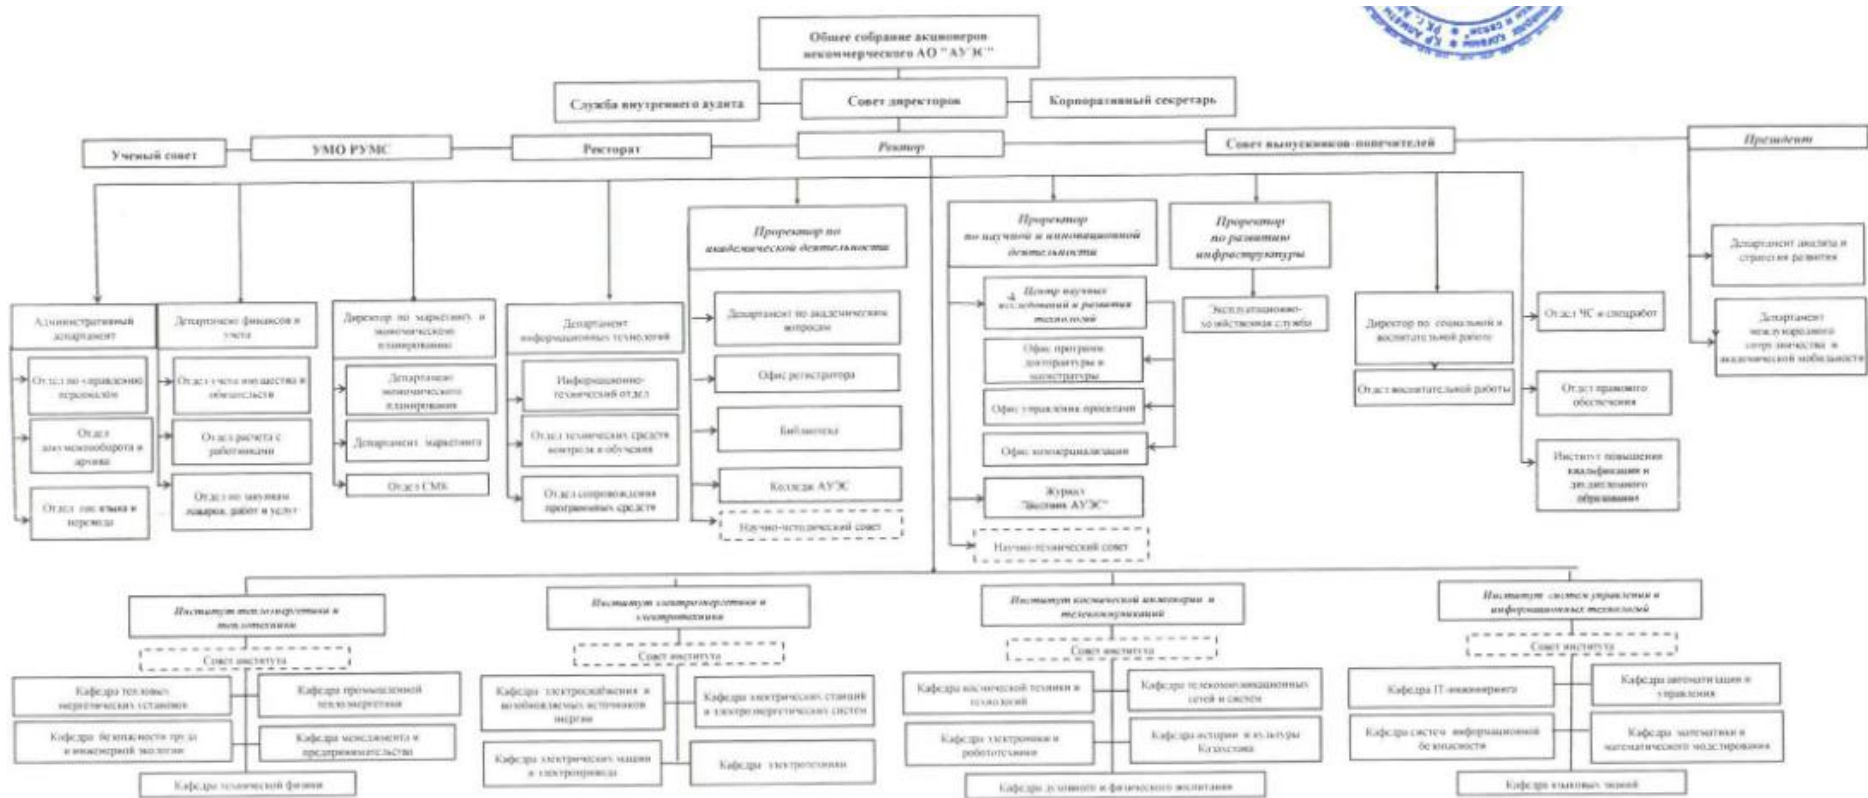 Общее собрание акционеров
некоммерческого АО "АУЭС"
Служба внутреннего аудита
Совет директоров
Корпоративный секретарь
Ученый совет
УМО РУМС
Ректорат
Ректор
Совет выпускников-попечителей
Президент
Проректор по
академической деятельности
Проректор
по научной и инновационной
деятельности
Проректор
по развитию
инфраструктуры
Департамент анализа и
стратегии развития
Департамент
международного
сотрудничества и
академической мобильности
Административный
департамент
Отдел по управлению
персоналом
Отдел
документооборота и
архива
Отдел гос языка и
перевода
Департамент финансов и
учета
Отдел учета имущества и
обязательств
Отдел расчета с
работниками
Отдел по закупкам
товаров, работ и услуг
Директор по маркетингу и
экономическому
планированию
Департамент
экономического
планирования
Департамент маркетинга
Отдел СМК
Департамент
информационных технологий
Информационно-
технический отдел
Отдел технических средств
контроля и обучения
Отдел сопровождения
программных средств
Департамент по академическим
вопросам
Офис регистратора
Библиотека
Колледж АУЭС
Научно-методический совет
Центр научных
исследований и развития
технологий
Офис программ
докторантуры и
магистратуры
Офис управления проектами
Офис коммерциализации
Журнал
"Вестник АУЭС"
Научно-технический совет
Эксплуатационно-
хозяйственная служба
Директор по социальной и
воспитательной работе
Отдел воспитательной работы
Отдел ЧС и спецработ
Отдел правового
обеспечения
Институт повышения
квалификации и
образования
Институт теплоэнергетики и
теплотехники
Совет института
Кафедра тепловых
энергетических установок
Кафедра промышленной
теплоэнергетики
Кафедра безопасности труда
и инженерной экологии
Кафедра менеджмента и
предпринимательства
Кафедра технической физики
Институт электроэнергетики и
электротехники
Совет института
Кафедра электроснабжения и
возобновляемых источников
энергии
Кафедра электрических станций
и электроэнергетических систем
Кафедра электрических машин
и электропривода
Кафедра электротехники
Институт космической инженерии и
телекоммуникаций
Совет института
Кафедра космической техники и
технологий
Кафедра телекоммуникационных
сетей и систем
Кафедра электроники и
робототехники
Кафедра истории и культуры
Казахстана
Кафедра духовного и физического воспитания
Институт систем управления и
информационных технологий
Совет института
Кафедра IT-инжиниринга
Кафедра автоматизации и
управления
Кафедра систем информационной
безопасности
Кафедра математики и
математического моделирования
Кафедра языковых знаний